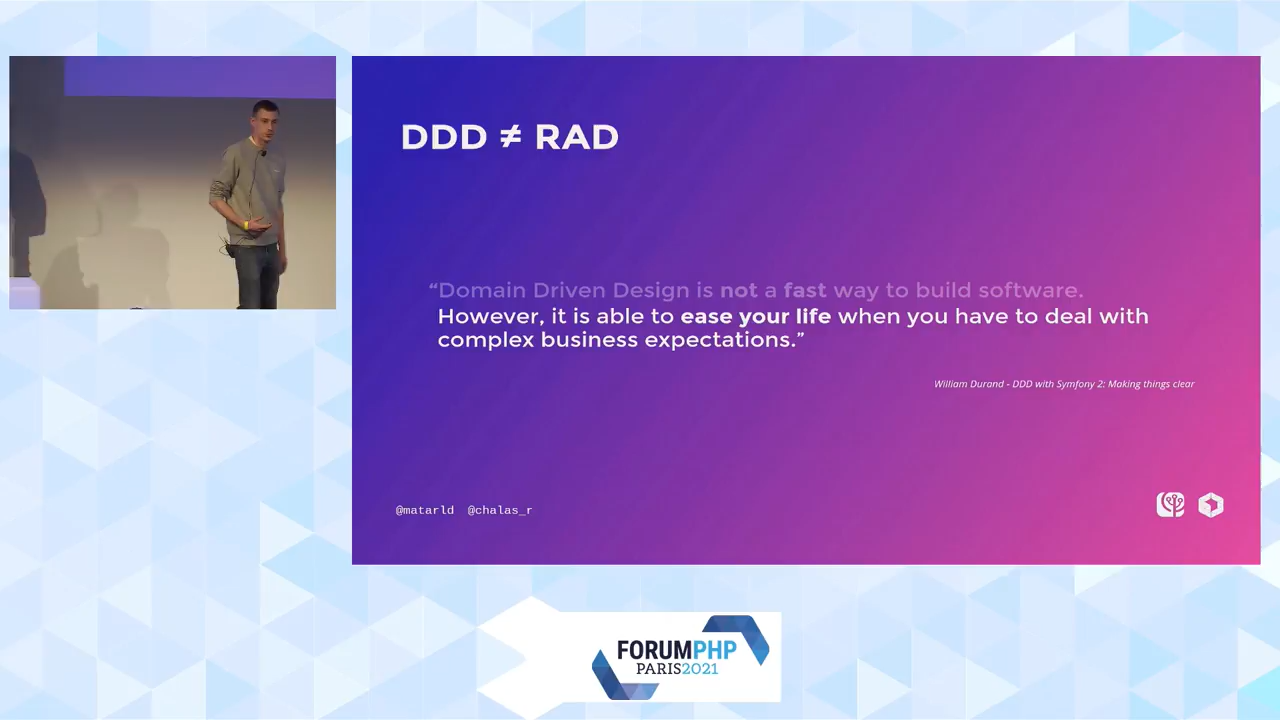 DDD ≠ RAD
“Domain Driven Design is not a fast way to build software.
However, it is able to ease your life when you have to deal with
complex business expectations.”
William Durand - DDD with Symfony 2: Making things clear
@matarld @chalas_r
FORUMPHP
PARIS2021